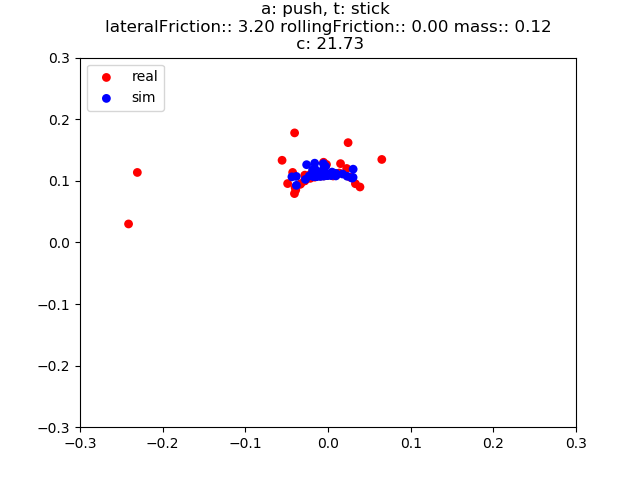 a: push, t: stick
lateralFriction:: 3.20 rollingFriction:: 0.00 mass:: 0.12
c: 21.73
real
sim
0.3
0.2
0.1
0.0
−0.1
−0.2
−0.3
−0.3
−0.2
−0.1
0.0
0.1
0.2
0.3